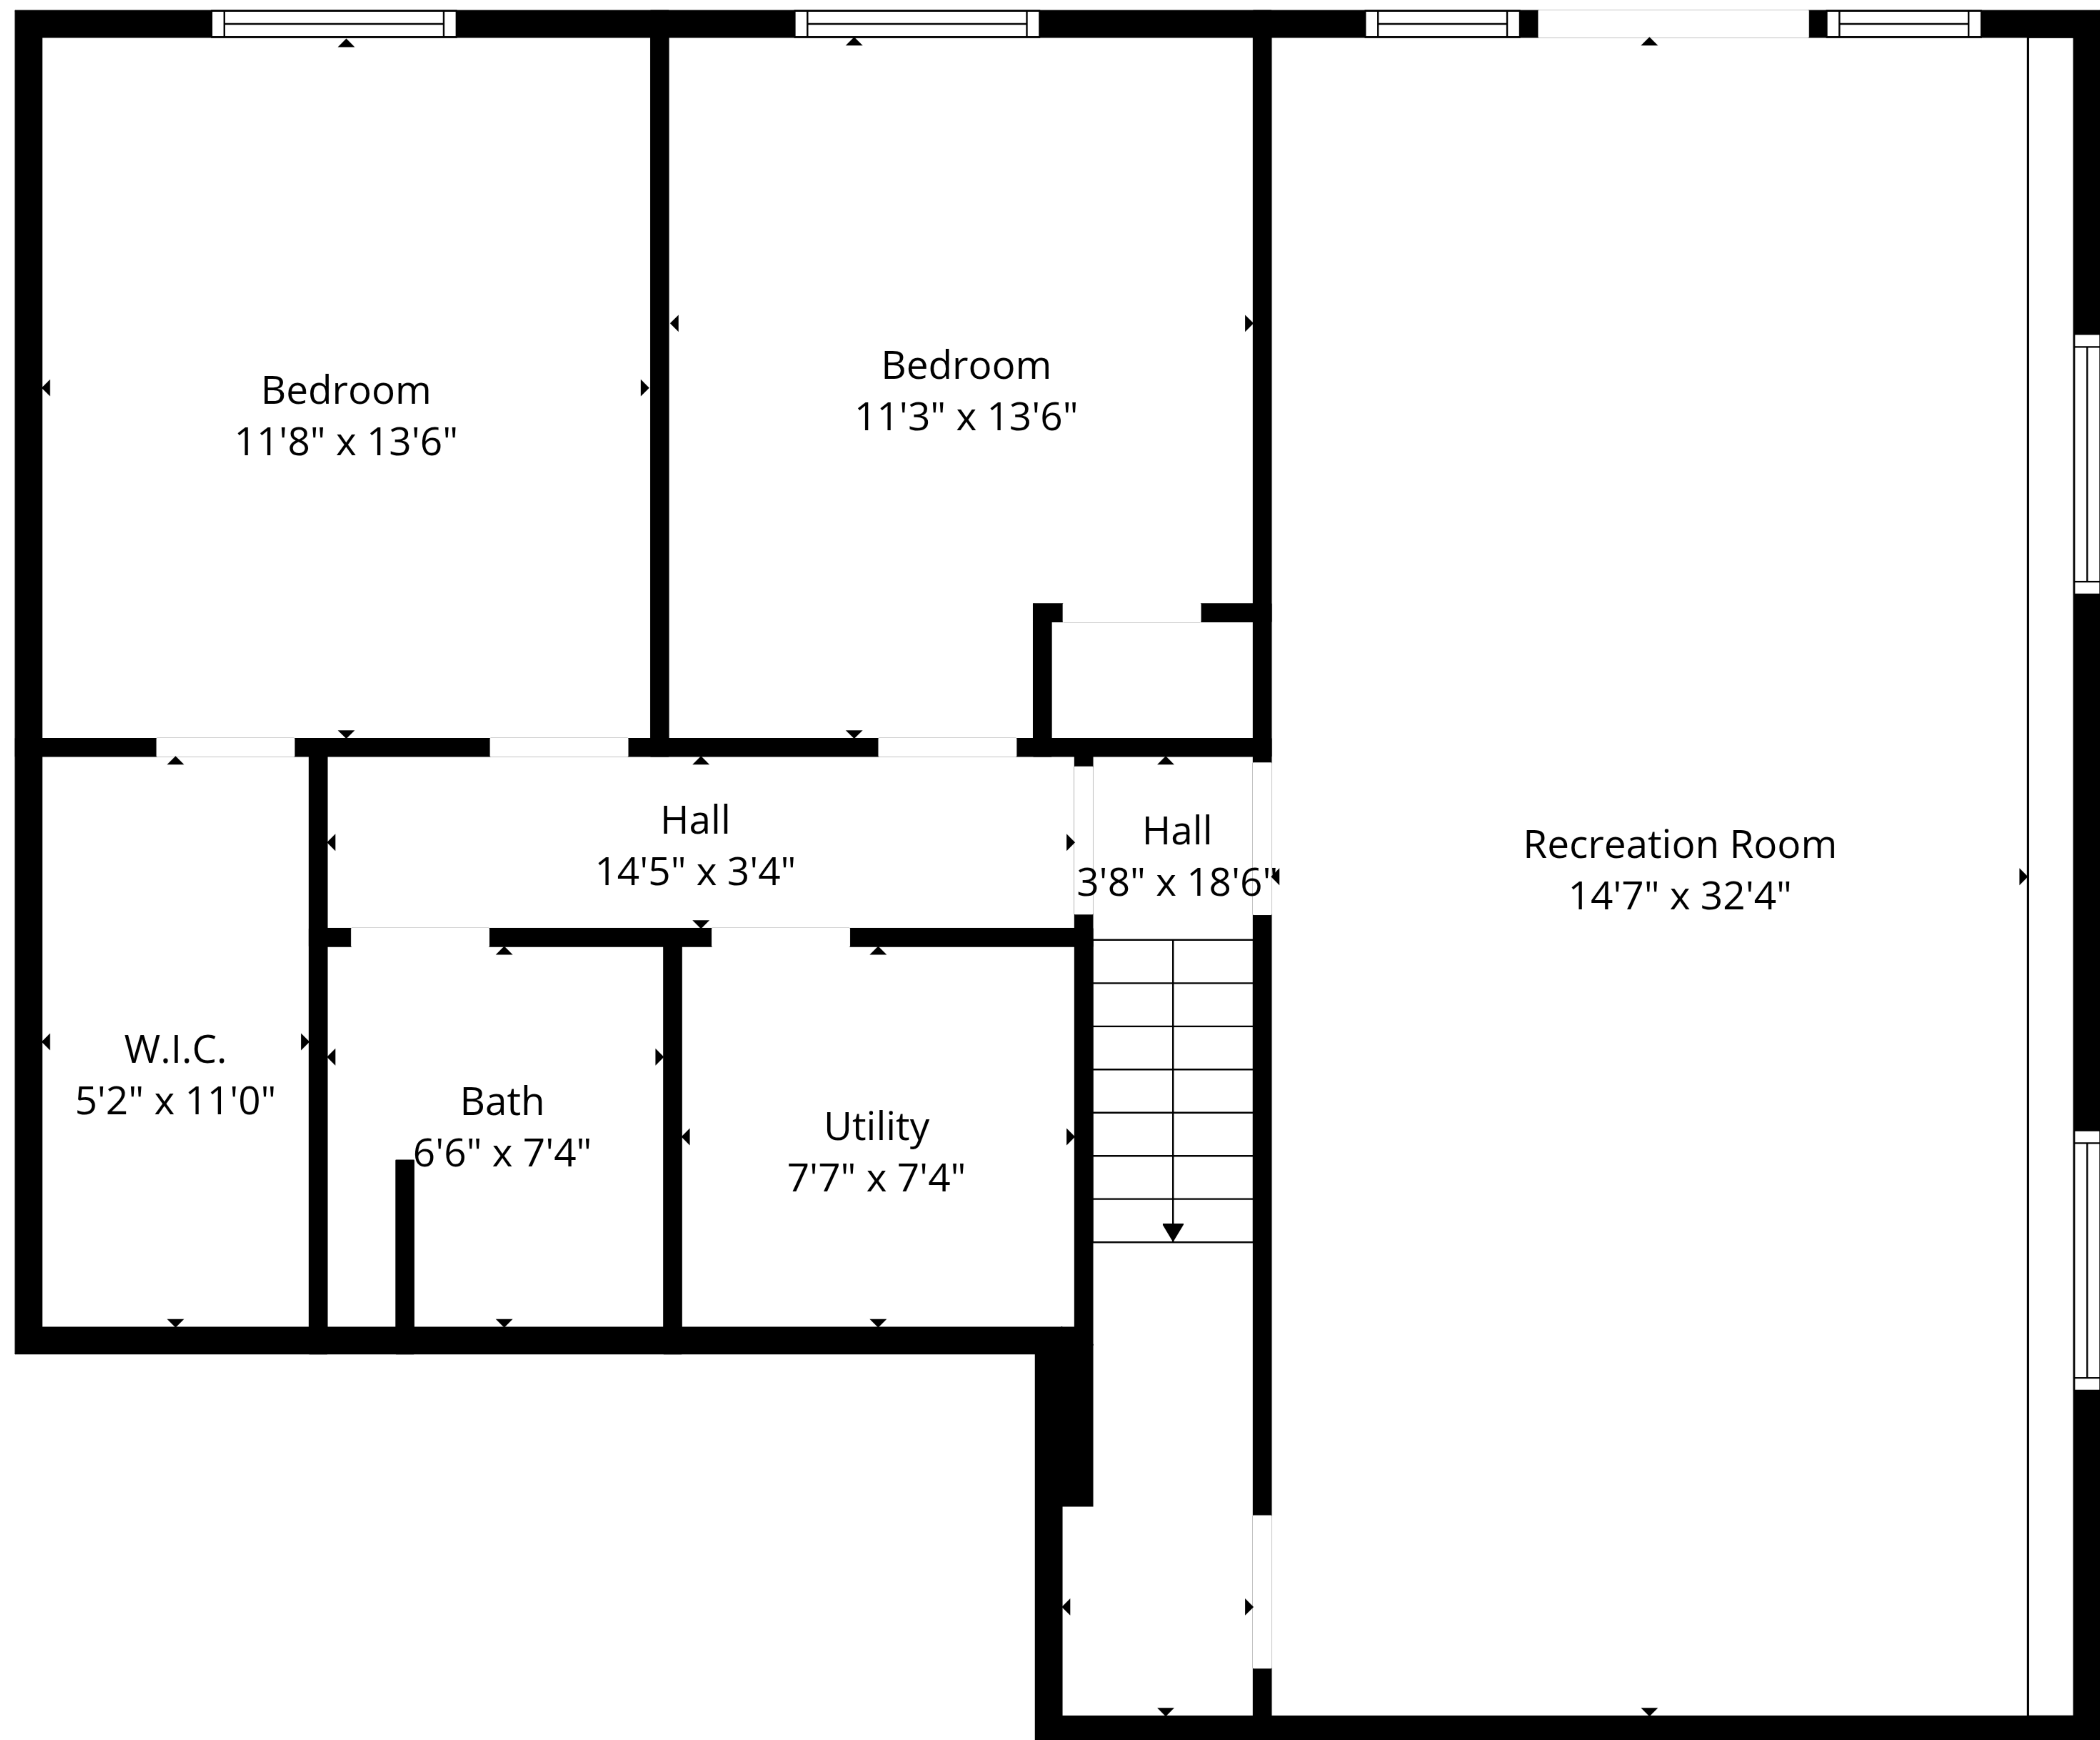 Bedroom
11'8" x 13'6"
Bedroom
11'3" x 13'6"
Hall
14'5" x 3'4"
Hall
3'8" x 18'6"
Recreation Room
14'7" x 32'4"
W.I.C.
5'2" x 11'0"
Bath
6'6" x 7'4"
Utility
7'7" x 7'4"